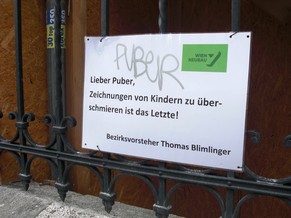 PUBER
WIEN
NEUBAU
Lieber Puber,
Zeichnungen von Kindern zu über-
schmieren ist das Letzte!
Bezirksvorsteher Thomas Blimlinger